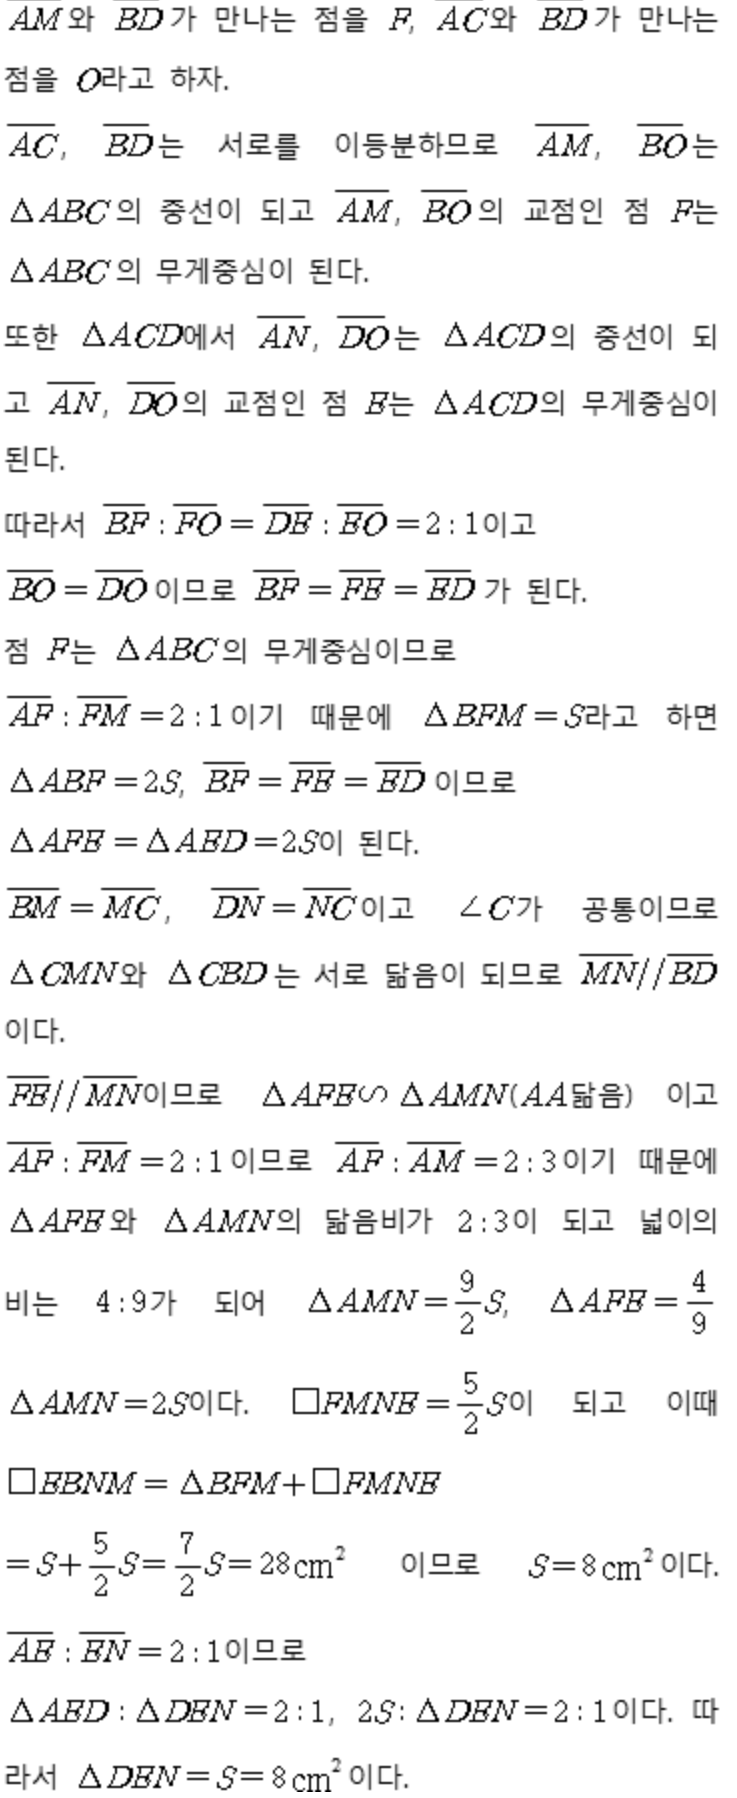 AM와 BD가 만나는 점을 F, AC와 BD가 만나는
점을 O라고 하자.
AC, BD는 서로를 이등분하므로 AM, BO는
△ABC의 중선이 되고 AM, BO의 교점인 점 F는
△ABC의 무게중심이 된다.
또한 △ACD에서 AN, DO는 △ACD의 중선이 되
고 AN, DO의 교점인 점 E는 △ACD의 무게중심이
된다.
따라서 BF : FO = DE : EO = 2 : 1이고
BO = DO이므로 BF = FE = ED가 된다.
점 F는 △ABC의 무게중심이므로
AF : FM = 2 : 1이기 때문에 △BFM = S라고 하면
△ABF = 2S, BF = FE = ED이므로
△AFE = △AED = 2S이 된다.
BM = MC, DN = NC이고 ∠C가 공통이므로
△CMN와 △CBD는 서로 닮음이 되므로 MN//BD
이다.
FE//MN이므로 △AFE∽△AMN(AA닮음) 이고
AF : FM = 2 : 1이므로 AF : AM = 2 : 3이기 때문에
△AFE와 △AMN의 닮음비가 2 : 3이 되고 넓이의
비는 4 : 9가 되어 △AMN = 9/2 S, △AFE = 4/9
△AMN = 2S이다. □FMNE = 5/2 S이 되고 이때
□EBNM = △BFM + □FMNE
= S + 5/2 S = 7/2 S = 28cm² 이므로 S = 8cm²이다.
AE : EN = 2 : 1이므로
△AED : △DEN = 2 : 1, 2S : △DEN = 2 : 1이다. 따
라서 △DEN = S = 8cm²이다.